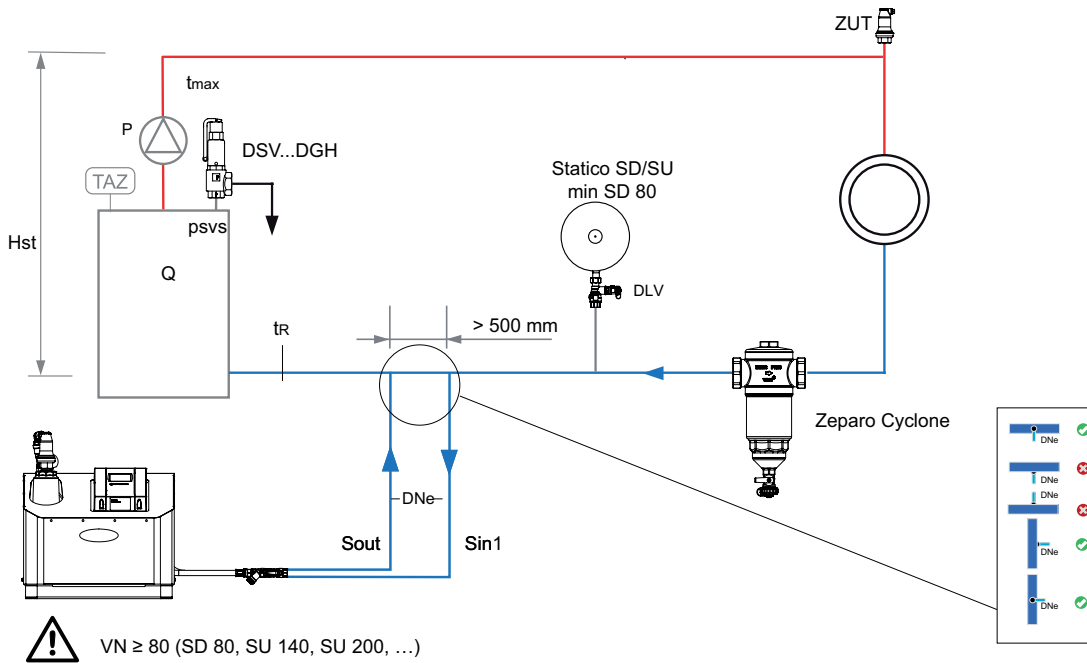 ZUT
tmax
P
DSV...DGH
TAZ
Statico SD/SU
min SD 80
psvs
Hst
Q
DLV
> 500 mm
tR
Zeparo Cyclone
DNe
Sout
Sin1
DNe
DNe
DNe
DNe
DNe
VN ≥ 80 (SD 80, SU 140, SU 200, …)